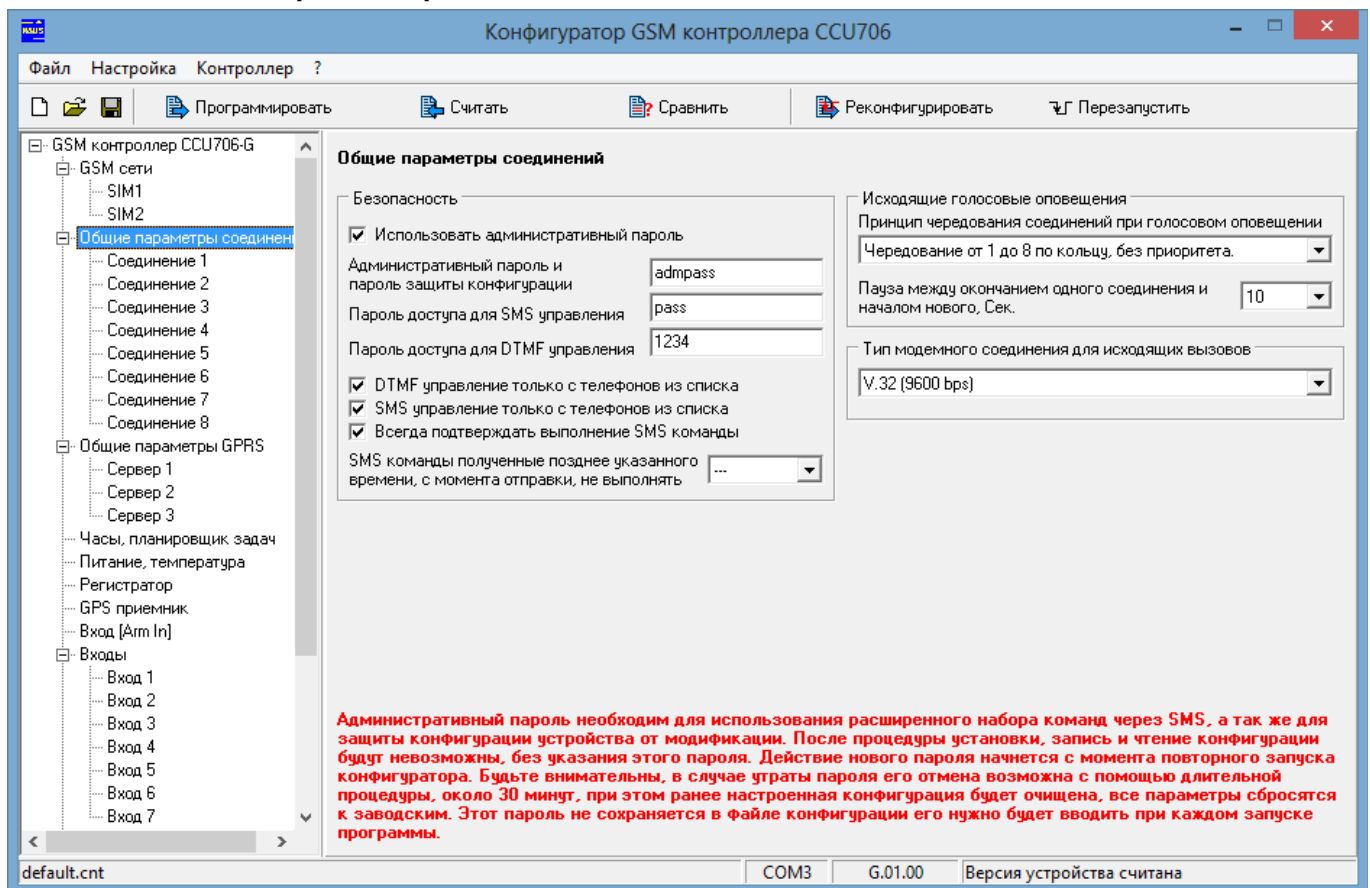 Конфигуратор GSM контроллера CCU706
Файл Настройка Контроллер ?
Программировать Считать Сравнить Реконфигурировать Перезапустить
GSM контроллер CCU706-G
GSM сети
SIM1
SIM2
Общие параметры соединен
Соединение 1
Соединение 2
Соединение 3
Соединение 4
Соединение 5
Соединение 6
Соединение 7
Соединение 8
Общие параметры GPRS
Сервер 1
Сервер 2
Сервер 3
Часы, планировщик задач
Питание, температура
Регистратор
GPS приемник
Вход [Arm In]
Входы
Вход 1
Вход 2
Вход 3
Вход 4
Вход 5
Вход 6
Вход 7
Общие параметры соединений
Безопасность
Использовать административный пароль
Административный пароль и
пароль защиты конфигурации
admpass
Пароль доступа для SMS управления
pass
Пароль доступа для DTMF управления
1234
DTMF управление только с телефонов из списка
SMS управление только с телефонов из списка
Всегда подтверждать выполнение SMS команды
SMS команды полученные позднее указанного
времени, с момента отправки, не выполнять
---
Исходящие голосовые оповещения
Принцип чередования соединений при голосовом оповещении
Чередование от 1 до 8 по кольцу, без приоритета.
Пауза между окончанием одного соединения и
началом нового, Сек.
10
Тип модемного соединения для исходящих вызовов
V.32 (9600 bps)
Административный пароль необходим для использования расширенного набора команд через SMS, а так же для
защиты конфигурации устройства от модификации. После процедуры установки, запись и чтение конфигурации
будут невозможны, без указания этого пароля. Действие нового пароля начнется с момента повторного запуска
конфигуратора. Будьте внимательны, в случае утраты пароля его отмена возможна с помощью длительной
процедуры, около 30 минут, при этом ранее настроенная конфигурация будет очищена, все параметры сбросятся
к заводским. Этот пароль не сохраняется в файле конфигурации его нужно будет вводить при каждом запуске
программы.
default.cnt COM3 G.01.00 Версия устройства считана